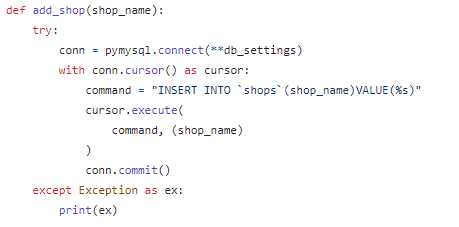 def add_shop(shop_name):
    try:
        conn = pymysql.connect(**db_settings)
        with conn.cursor() as cursor:
            command = "INSERT INTO `shops`(shop_name)VALUE(%s)"
            cursor.execute(
                command, (shop_name)
            )
            conn.commit()
    except Exception as ex:
        print(ex)